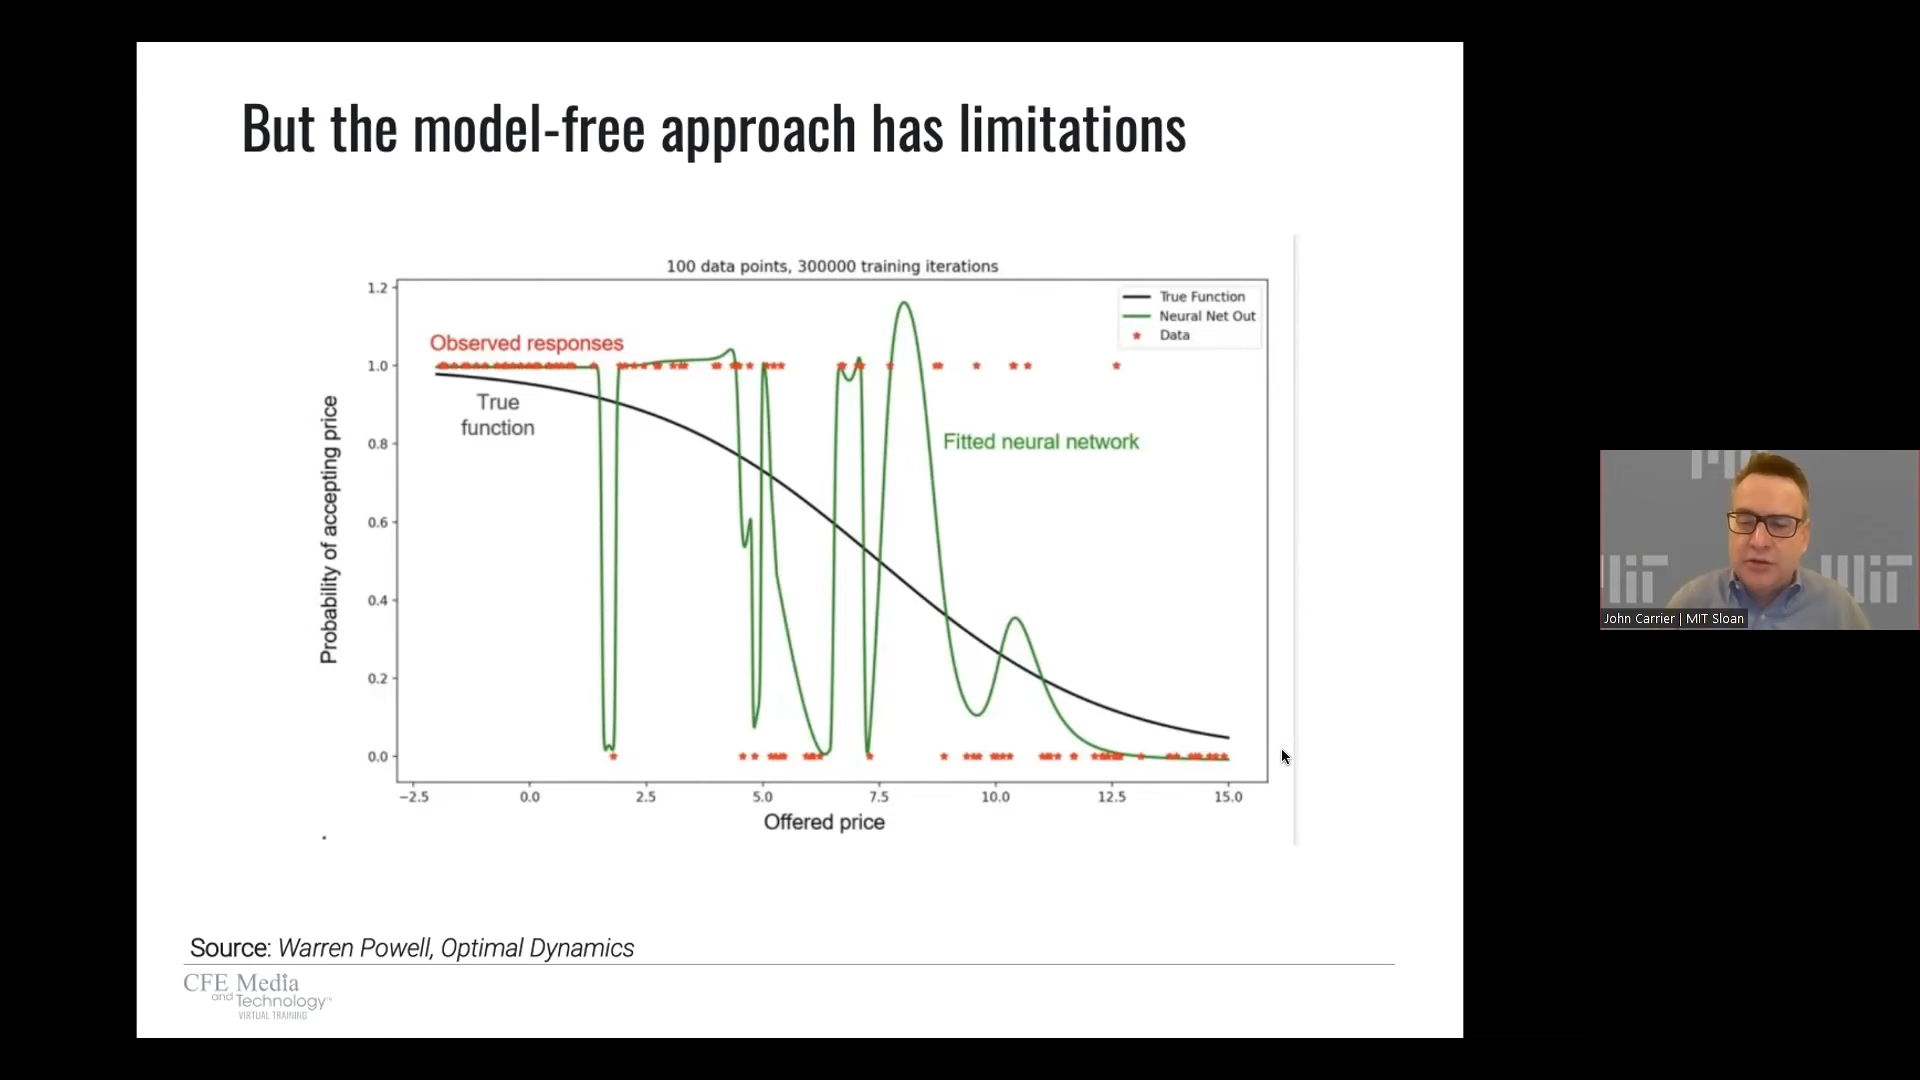 But the model-free approach has limitations
100 data points, 300000 training iterations
1.2
1.0
0.8
0.6
0.4
0.2
0.0
Probability of accepting price
True Function
Neural Net Out
Data
Observed responses
True
function
Fitted neural network
−2.5 0.0 2.5 5.0 7.5 10.0 12.5 15.0
Offered price
Source: Warren Powell, Optimal Dynamics
CFE Media
and Technology™
VIRTUAL TRAINING
MIT
MIT
John Carrier | MIT Sloan